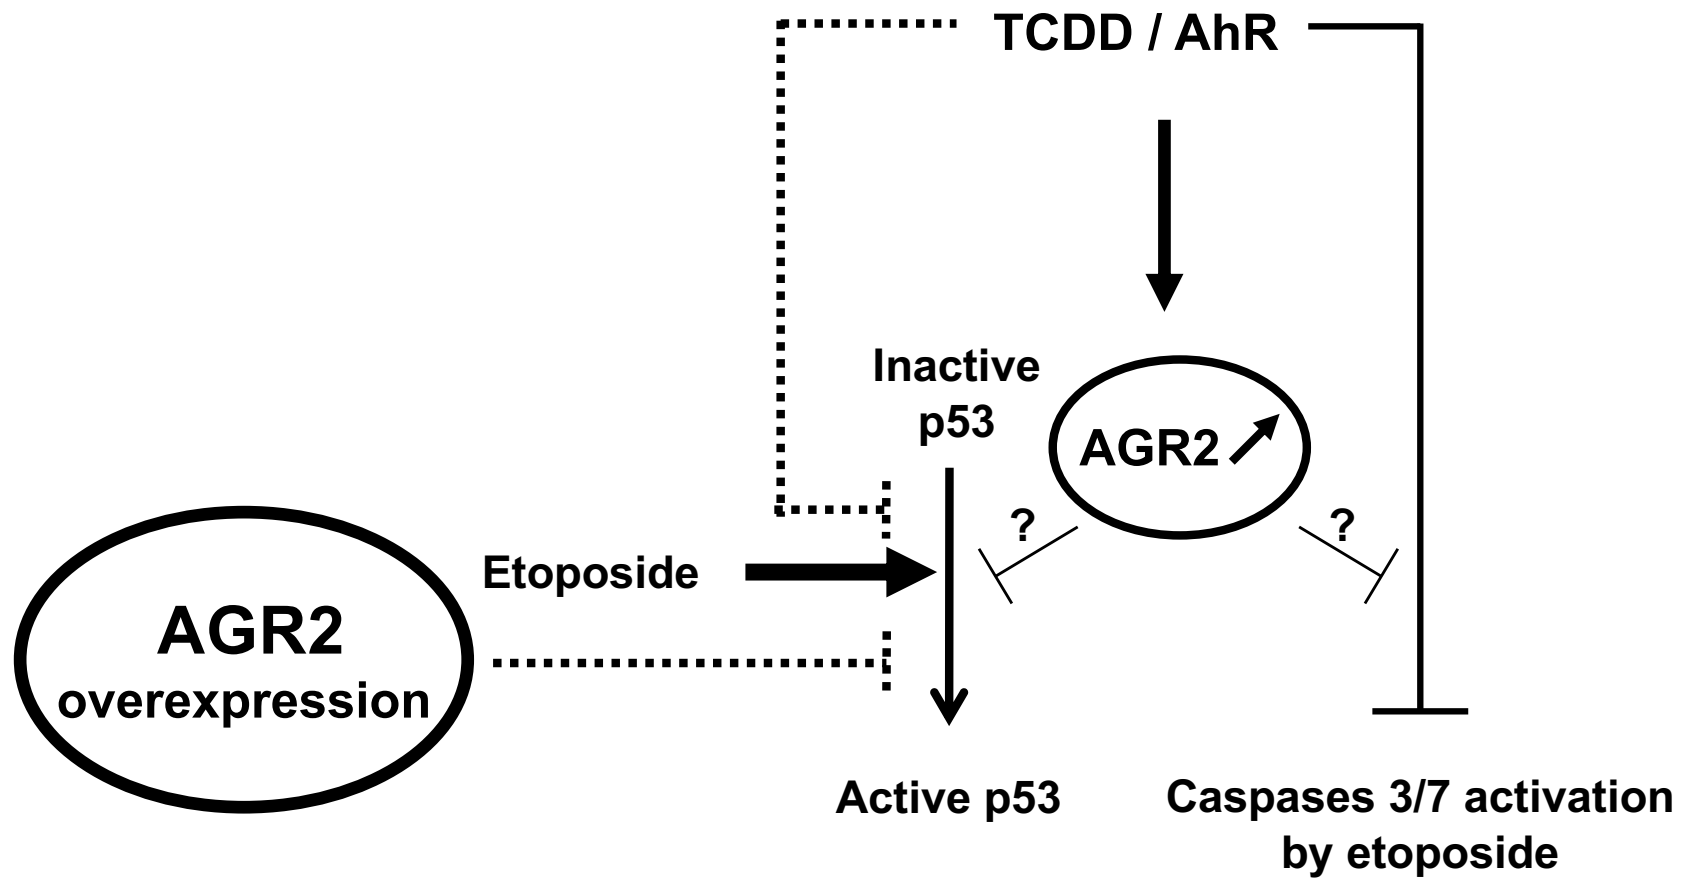 TCDD / AhR
Inactive
p53
AGR2
?
?
Etoposide
AGR2
overexpression
Active p53
Caspases 3/7 activation
by etoposide